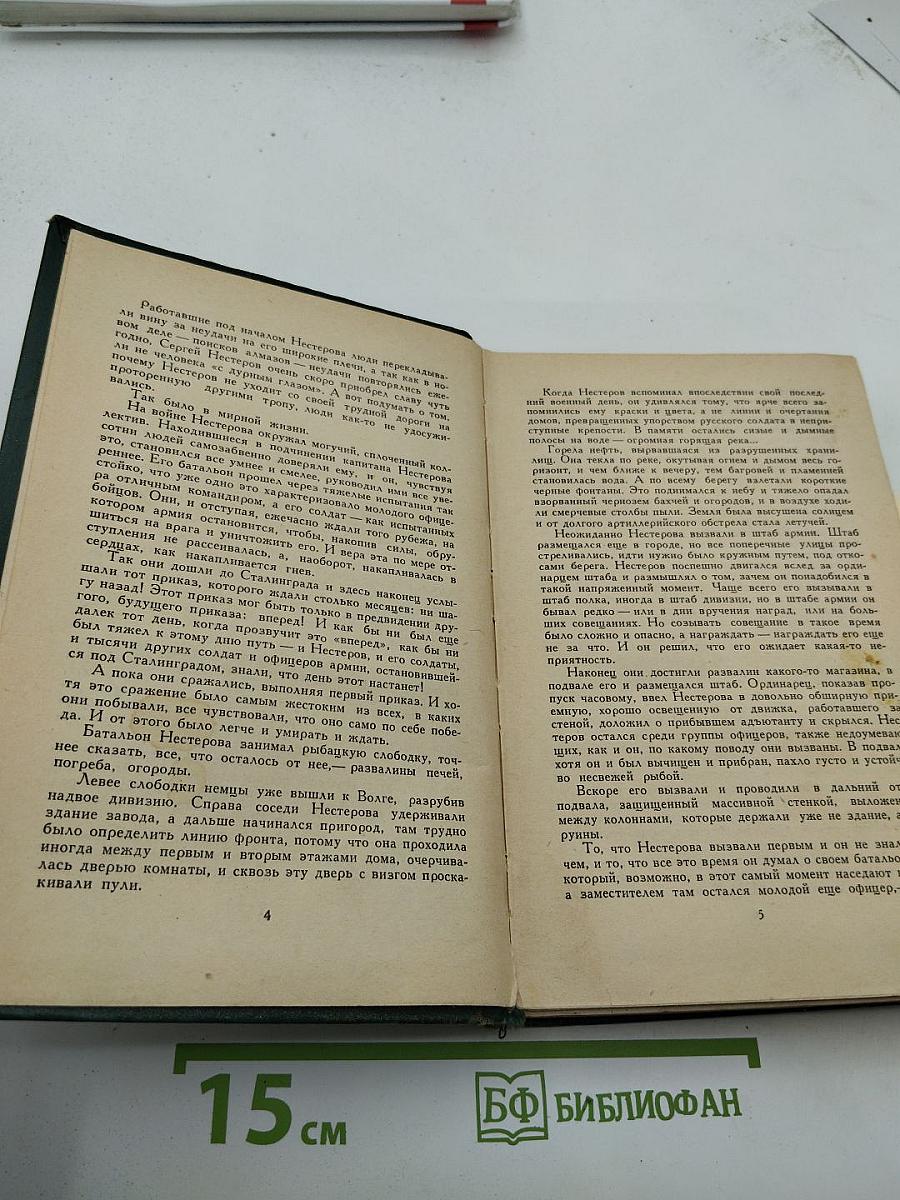 Работавшие под началом Нестерова люди перекладыва-
ли вину за неудачи на его широкие плечи, а так как в но-
вом деле — поисков алмазов — неудачи повторялись еже-
годно, Сергей Нестеров очень скоро приобрел славу чуть
ли не человека «с дурным глазом». А вот подумать о том,
почему Нестеров не уходит со своей трудной дороги на
проторенную другими тропу, люди как-то не удосужи-
вались.
Так было в мирной жизни.
На войне Нестерова окружал могучий, сплоченный кол-
лектив. Находившиеся в подчинении капитана Нестерова
сотни людей самозабвенно доверяли ему, и он, чувствуя
это, становился все умнее и смелее, руководил ими все уве-
реннее. Его батальон прошел через тяжелые испытания так
стойко, что уже одно это характеризовало молодого офице-
ра отличным командиром, а его солдат — как испытанных
бойцов. Они, и отступая, ежечасно ждали того рубежа, на
котором армия остановится, чтобы, накопив силы, обру-
шиться на врага и уничтожить его. И вера эта по мере от-
ступления не рассеивалась, а, наоборот, накапливалась в
сердцах, как накапливается гнев.
Так они дошли до Сталинграда и здесь наконец услы-
шали тот приказ, которого ждали столько месяцев: ни ша-
гу назад! Этот приказ мог быть только в предвидении дру-
гого, будущего приказа: вперед! И как бы ни был еще
далек тот день, когда прозвучит это «вперед», как бы ни
был тяжел к этому дню путь — и Нестеров, и его солдаты,
и тысячи других солдат и офицеров армии, остановившей-
ся под Сталинградом, знали, что день этот настанет!
А пока они сражались, выполняя первый приказ. И хо-
тя это сражение было самым жестоким из всех, в каких
они побывали, все чувствовали, что оно само по себе побе-
да. И от этого было легче и умирать и ждать.
Батальон Нестерова занимал рыбацкую слободку, точ-
нее сказать, все, что осталось от нее,— развалины печей,
погреба, огороды.
Левее слободки немцы уже вышли к Волге, разрубив
надвое дивизию. Справа соседи Нестерова удерживали
здание завода, а дальше начинался пригород, там трудно
было определить линию фронта, потому что она проходила
иногда между первым и вторым этажами дома, очерчива-
лась дверью комнаты, и сквозь эту дверь с визгом проска-
кивали пули.
4
Когда Нестеров вспоминал впоследствии свой послед-
ний военный день, он удивлялся тому, что ярче всего за-
помнились ему краски и цвета, а не линии и очертания
домов, превращенных упорством русского солдата в непри-
ступные крепости. В памяти остались сизые и дымные
полосы на воде — огромная горящая река...
Горела нефть, вырвавшаяся из разрушенных храни-
лищ. Она текла по реке, окутывая огнем и дымом весь го-
ризонт, и чем ближе к вечеру, тем багровей и пламенней
становилась вода. А по всему берегу взлетали короткие
черные фонтаны. Это поднимался к небу и тяжело опадал
взорванный чернозем бахчей и огородов, и в воздухе ходи-
ли смерчевые столбы пыли. Земля была высушена солнцем
и от долгого артиллерийского обстрела стала летучей.
Неожиданно Нестерова вызвали в штаб армии. Штаб
размещался еще в городе, но все поперечные улицы про-
стреливались, идти нужно было кружным путем, под отко-
сами берега. Нестеров поспешно двигался вслед за орди-
нарцем штаба и размышлял о том, зачем он понадобился в
такой напряженный момент. Чаще всего его вызывали в
штаб полка, иногда в штаб дивизии, но в штабе армии он
бывал редко — или в дни вручения наград, или на боль-
ших совещаниях. Но созывать совещание в такое время
было сложно и опасно, а награждать — награждать его еще
не за что. И он решил, что его ожидает какая-то не-
приятность.
Наконец они достигли развалин какого-то магазина, в
подвале его и размещался штаб. Ординарец, показав про-
пуск часовому, ввел Нестерова в довольно обширную при-
емную, хорошо освещенную от движка, работавшего за
стеной, доложил о прибывшем адъютанту и скрылся. Нес
теров остался среди группы офицеров, также недоумеваю
щих, как и он, по какому поводу они вызваны. В подвал
хотя он и был вычищен и прибран, пахло густо и устойч
во несвежей рыбой.
Вскоре его вызвали и проводили в дальний от
подвала, защищенный массивной стенкой, выложен
между колоннами, которые держали уже не здание, а
руины.
То, что Нестерова вызвали первым и он не знал
чем, и то, что все это время он думал о своем батальо
который, возможно, в этот самый момент наседают
а заместителем там остался молодой еще офицер,-
5
15 см
БФ БИБЛИОФАН